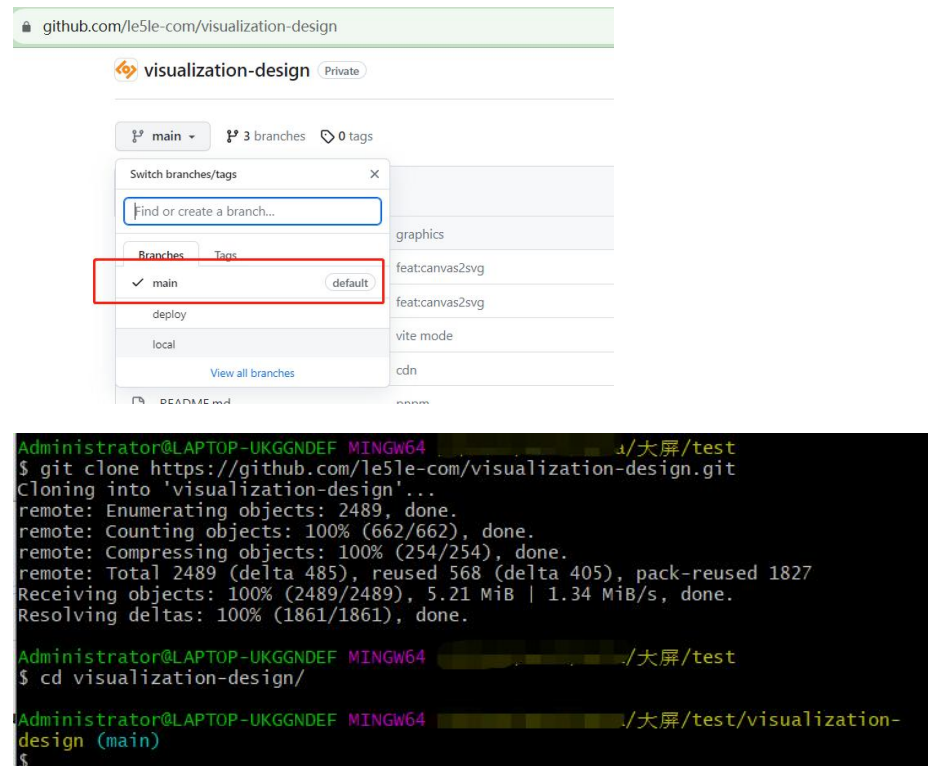 github.com/le5le-com/visualization-design
visualization-design Private
main 3 branches 0 tags
Switch branches/tags
Find or create a branch...
graphics
Branches Tags
main default
feat:canvas2svg
feat:canvas2svg
deploy
vite mode
local
View all branches
cdn
README.md
pnpm
Administrator@LAPTOP-UKGGNDEF MINGW64 /大屏/test
$ git clone https://github.com/le5le-com/visualization-design.git
Cloning into 'visualization-design'...
remote: Enumerating objects: 2489, done.
remote: Counting objects: 100% (662/662), done.
remote: Compressing objects: 100% (254/254), done.
remote: Total 2489 (delta 485), reused 568 (delta 405), pack-reused 1827
Receiving objects: 100% (2489/2489), 5.21 MiB | 1.34 MiB/s, done.
Resolving deltas: 100% (1861/1861), done.
Administrator@LAPTOP-UKGGNDEF MINGW64 /大屏/test
$ cd visualization-design/
Administrator@LAPTOP-UKGGNDEF MINGW64 /大屏/test/visualization-
design (main)
$